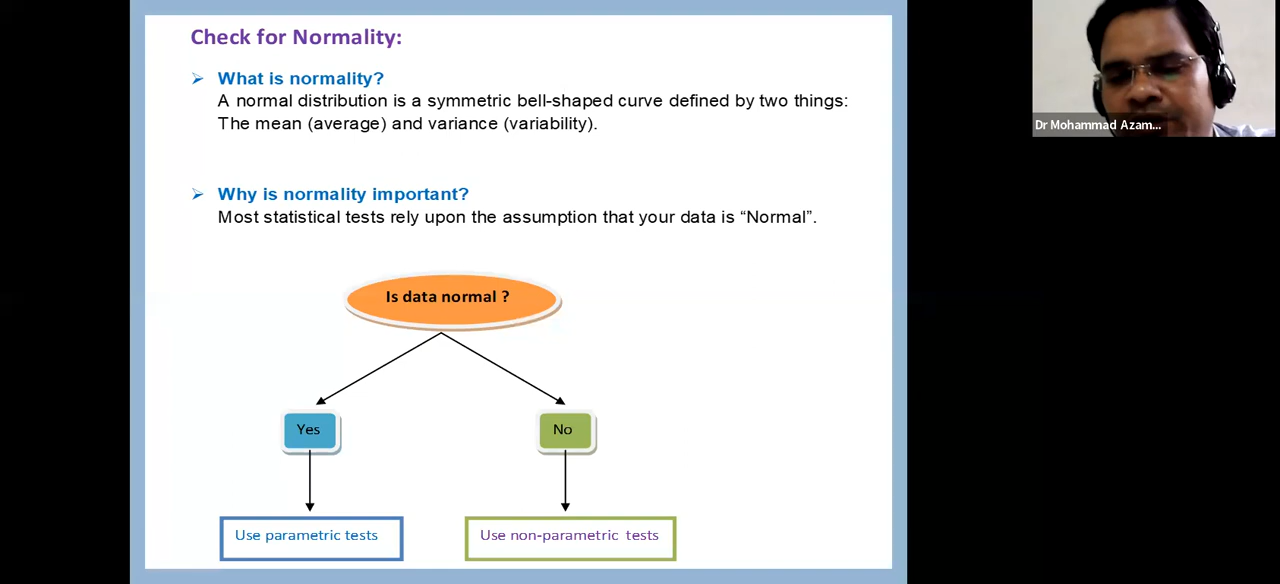 Check for Normality:
What is normality?
A normal distribution is a symmetric bell-shaped curve defined by two things:
The mean (average) and variance (variability).
Why is normality important?
Most statistical tests rely upon the assumption that your data is “Normal”.
Is data normal ?
Yes
No
Use parametric tests
Use non-parametric tests
Dr Mohammad Azam...